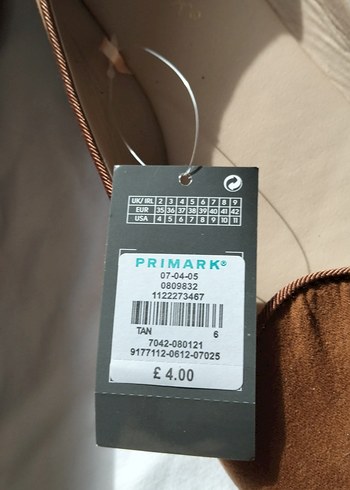 UK/IRL 2 3 4 5 6 7 8 9
EUR 35 36 37 38 39 40 41 42
USA 4 5 6 7 8 9 10 11
PRIMARK®
07-04-05
0809832
1122273467
TAN 6
7042-080121
9177112-0612-07025
£ 4.00